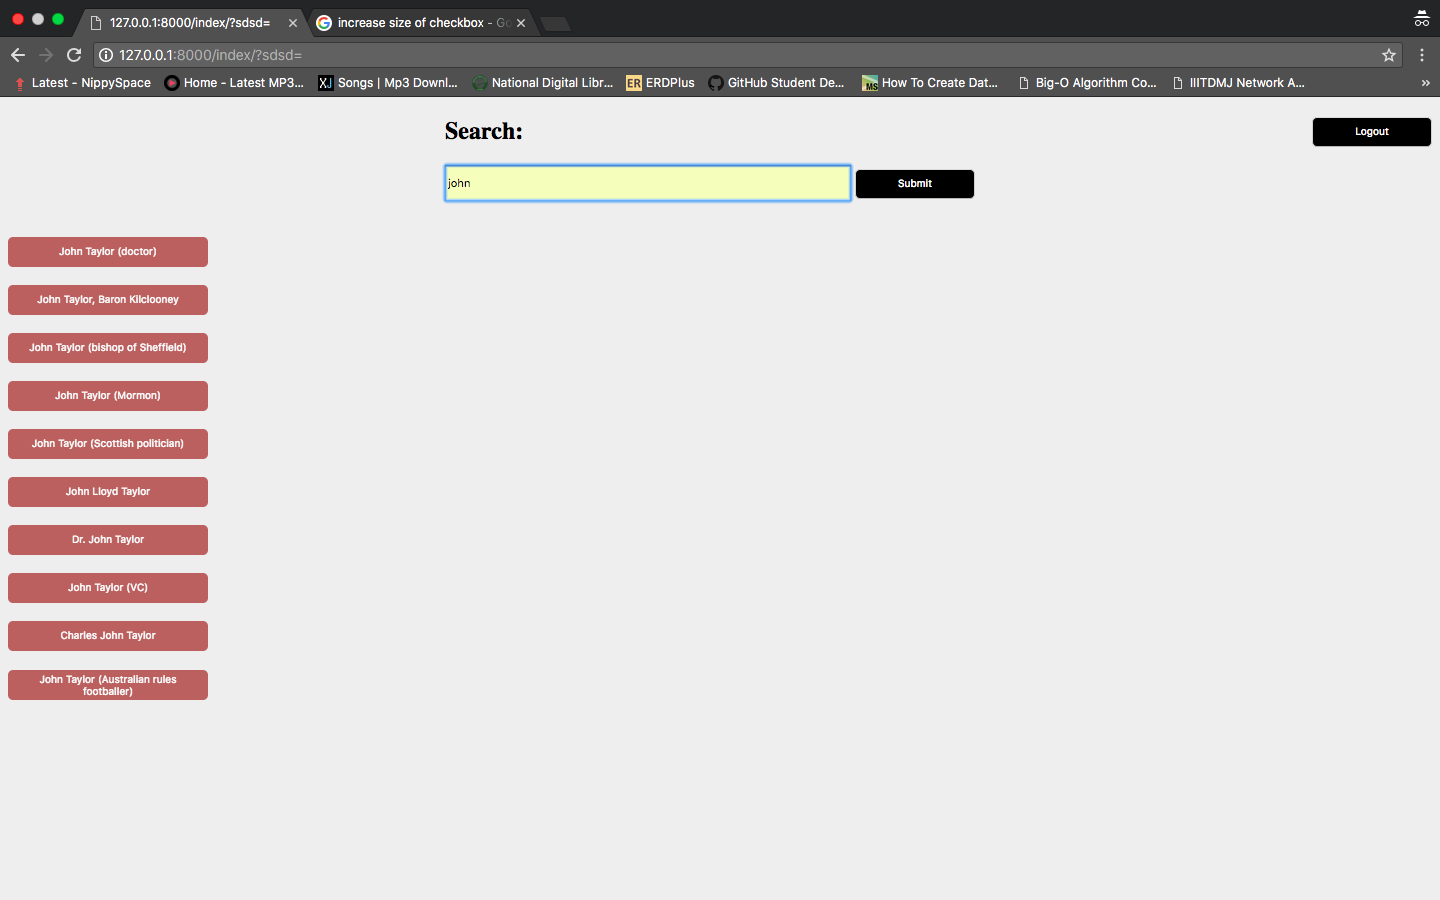 127.0.0.1:8000/index/?sdsd=
increase size of checkbox - Go
127.0.0.1:8000/index/?sdsd=
Latest - NippySpace
Home - Latest MP3...
XJ Songs | Mp3 Downl...
National Digital Libr...
ER ERDPlus
GitHub Student De...
MS How To Create Dat...
Big-O Algorithm Co...
IIITDMJ Network A...
»
Search:
Logout
john
Submit
John Taylor (doctor)
John Taylor, Baron Kilclooney
John Taylor (bishop of Sheffield)
John Taylor (Mormon)
John Taylor (Scottish politician)
John Lloyd Taylor
Dr. John Taylor
John Taylor (VC)
Charles John Taylor
John Taylor (Australian rules
footballer)